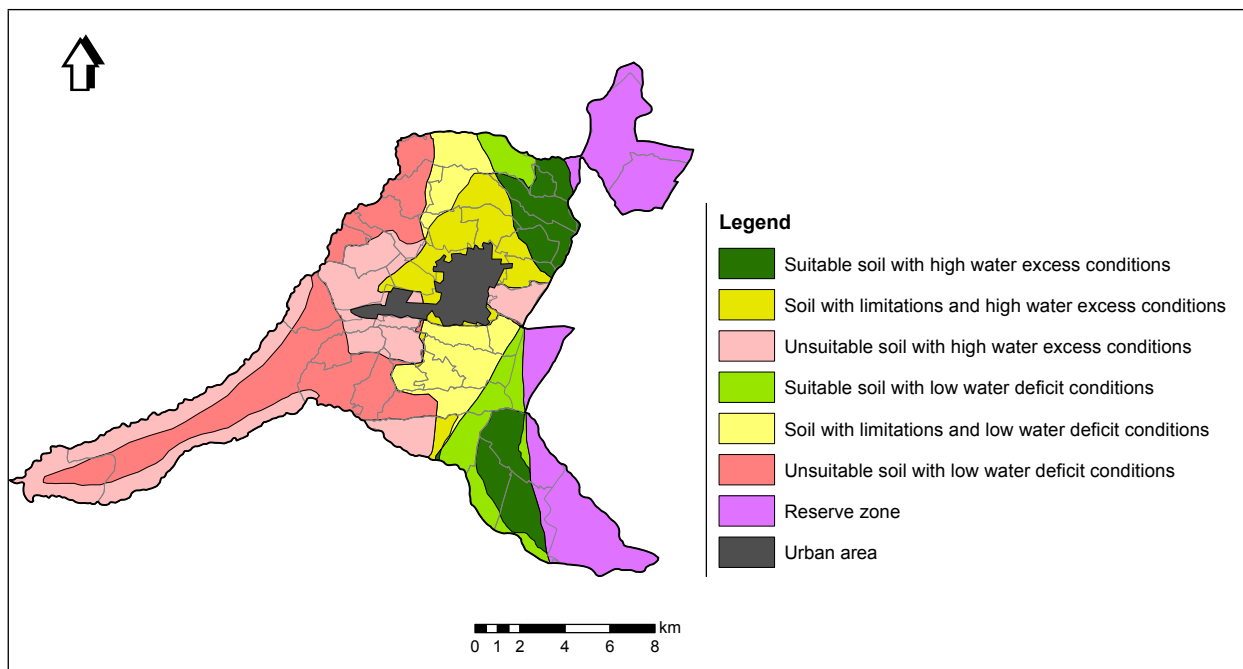 Legend
Suitable soil with high water excess conditions
Soil with limitations and high water excess conditions
Unsuitable soil with high water excess conditions
Suitable soil with low water deficit conditions
Soil with limitations and low water deficit conditions
Unsuitable soil with low water deficit conditions
Reserve zone
Urban area
km
0 1 2 4 6 8